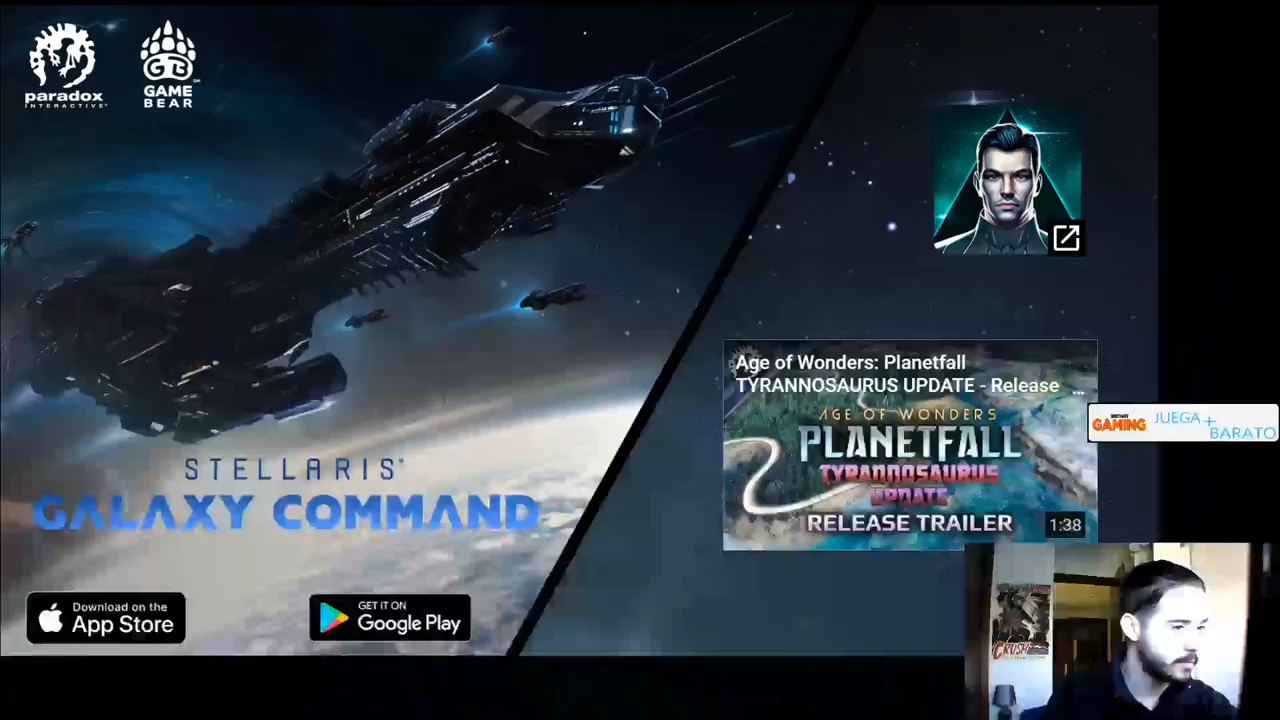 paradox
INTERACTIVE
GB
GAME
BEAR
STELLARIS
GALAXY COMMAND
Download on the
App Store
GET IT ON
Google Play
Age of Wonders: Planetfall
TYRANNOSAURUS UPDATE - Release ...
AGE OF WONDERS
PLANETFALL
TYRANNOSAURUS
UPDATE
RELEASE TRAILER
1:38
INSTANT
GAMING
JUEGA +
BARATO
CRUSH